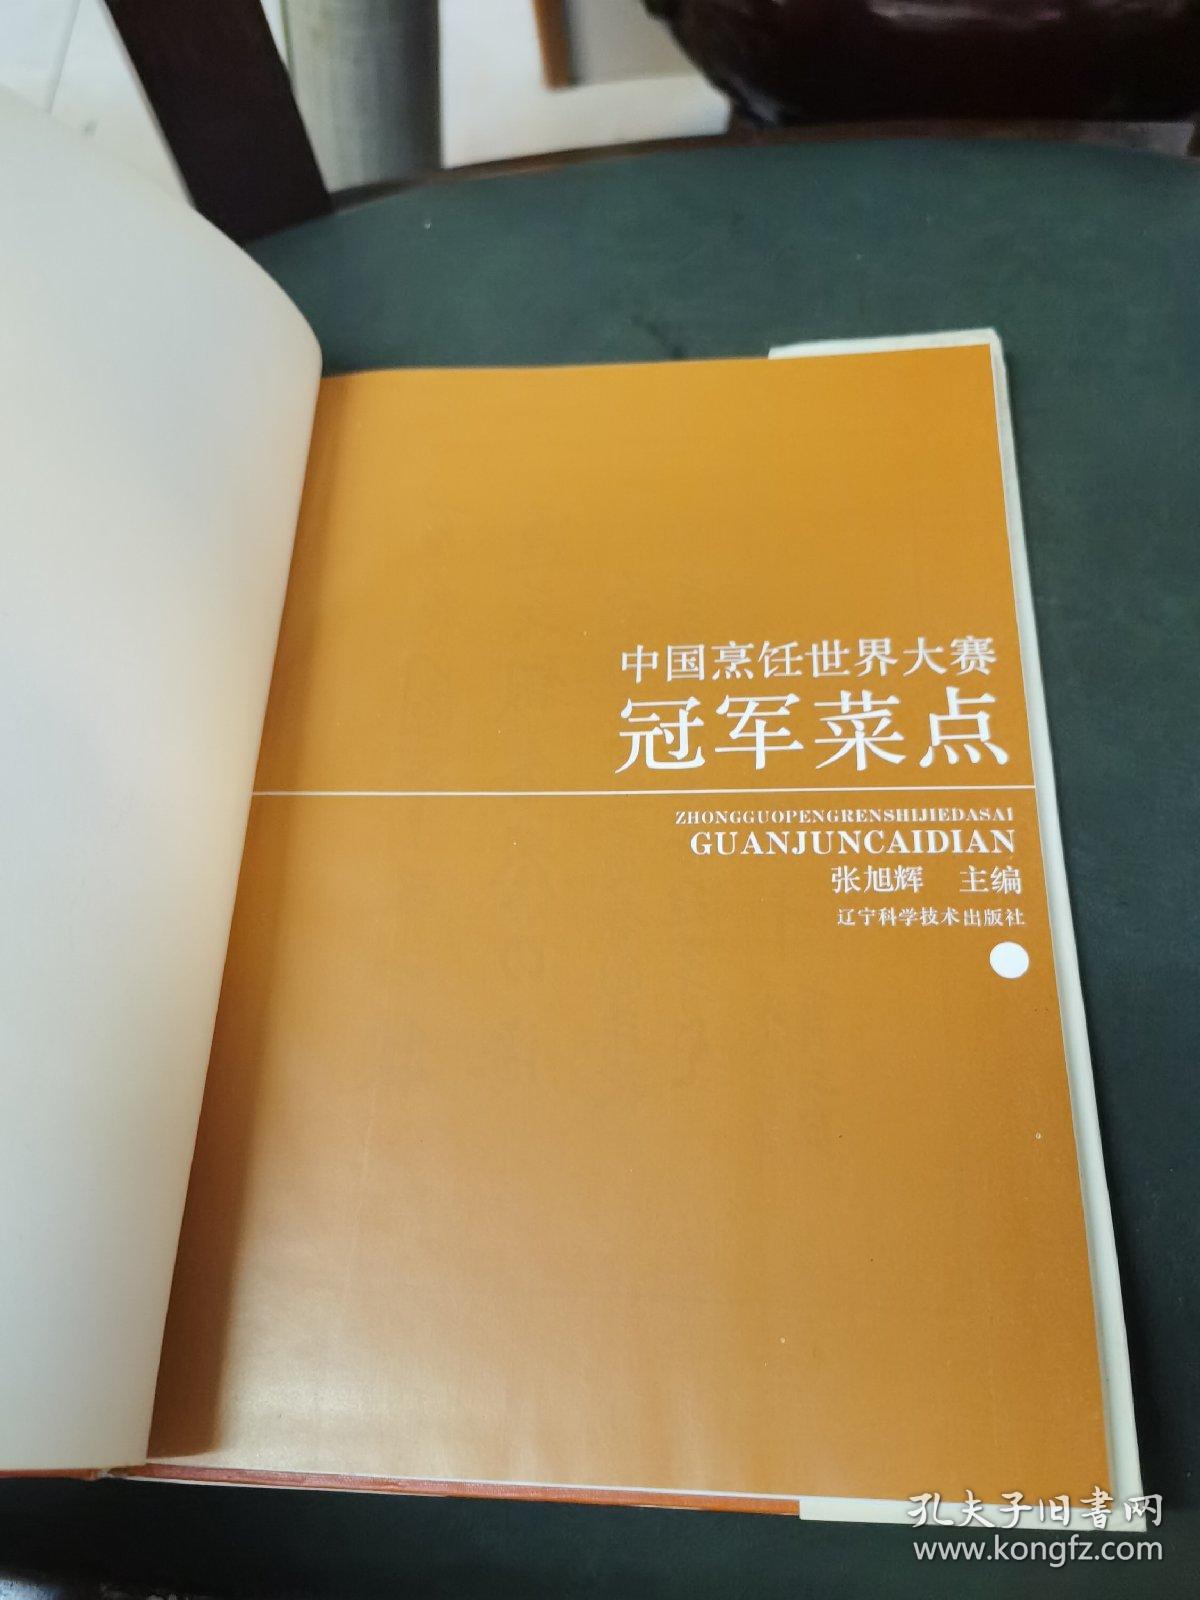 中国烹饪世界大赛
冠军菜点
ZHONGGUOPENGRENSHIJIEDASAI
GUANJUNCAIDIAN
张旭辉 主编
辽宁科学技术出版社
孔夫子旧书网
www.kongfz.com